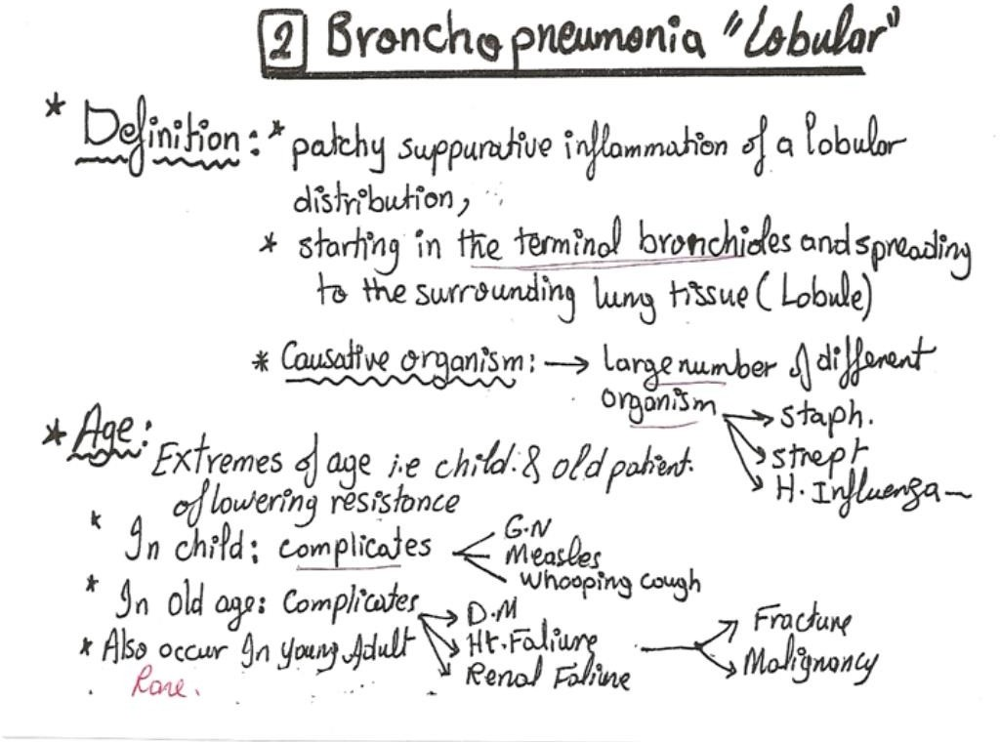 2 Bronchopneumonia "Lobular"
* Definition: * patchy suppurative inflammation of a lobular
distribution,
* starting in the terminal bronchioles and spreading
to the surrounding lung tissue (Lobule)
* Causative organism: → large number of different
organism → staph.
→ strept
→ H. Influenza
* Age:
Extremes of age i.e child. & old patient.
of lowering resistance
* In child: complicates G.N
Measles
Whooping cough
* In old age: Complicates → D.M
→ Ht. Faliure → Fracture
→ Renal Faliure → Malignancy
* Also occur In young Adult
Rare.